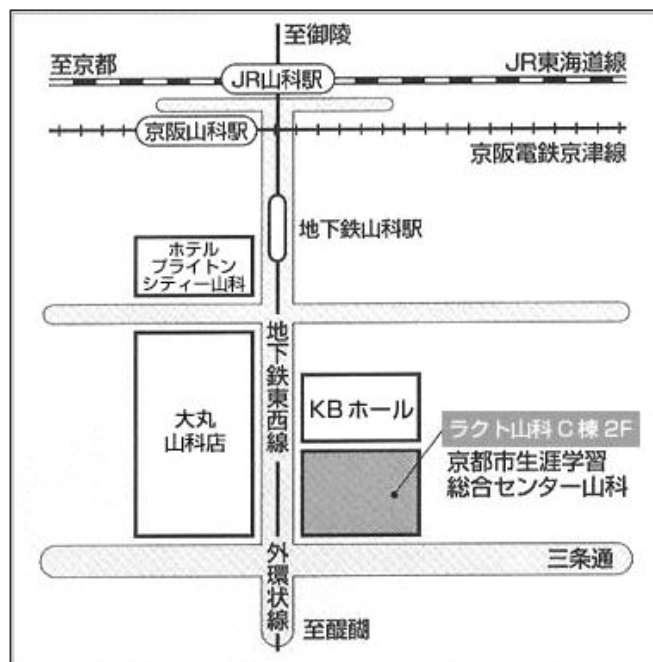 至御陵
至京都
JR東海道線
JR山科駅
京阪山科駅
京阪電鉄京津線
地下鉄山科駅
ホテル
ブライトン
シティー山科
地下鉄東西線
大丸
山科店
KBホール
ラクト山科C棟2F
京都市生涯学習
総合センター山科
外環状線
三条通
至醍醐